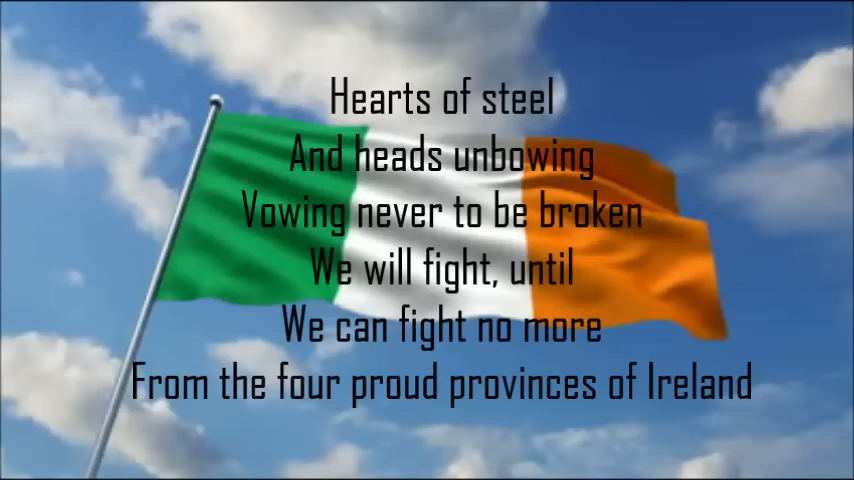 Hearts of steel
And heads unbowing
Vowing never to be broken
We will fight, until
We can fight no more
From the four proud provinces of Ireland